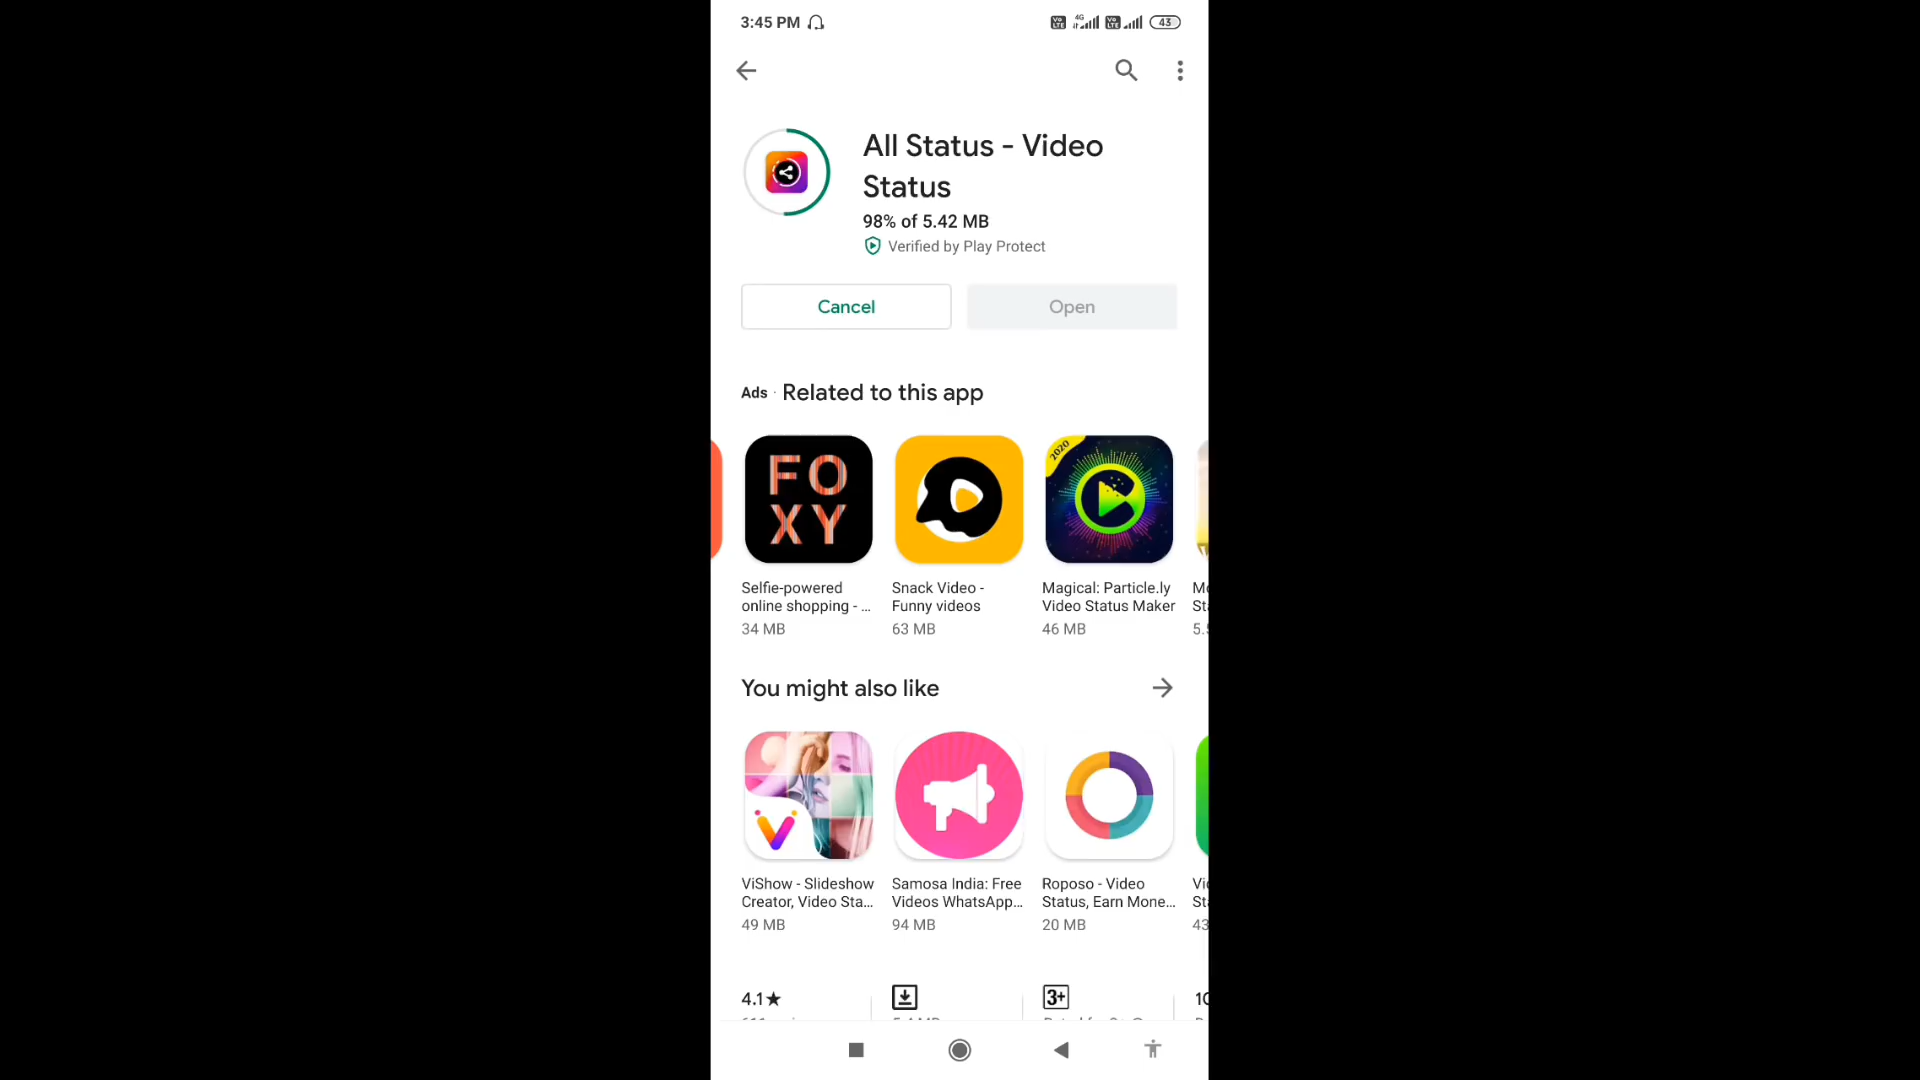 3:45 PM
4G
43
All Status - Video
Status
98% of 5.42 MB
Verified by Play Protect
Cancel
Open
Ads · Related to this app
FO
XY
2020
Selfie-powered
online shopping - ...
34 MB
Snack Video -
Funny videos
63 MB
Magical: Particle.ly
Video Status Maker
46 MB
You might also like
ViShow - Slideshow
Creator, Video Sta...
49 MB
Samosa India: Free
Videos WhatsApp...
94 MB
Roposo - Video
Status, Earn Mone...
20 MB
4.1★
3+